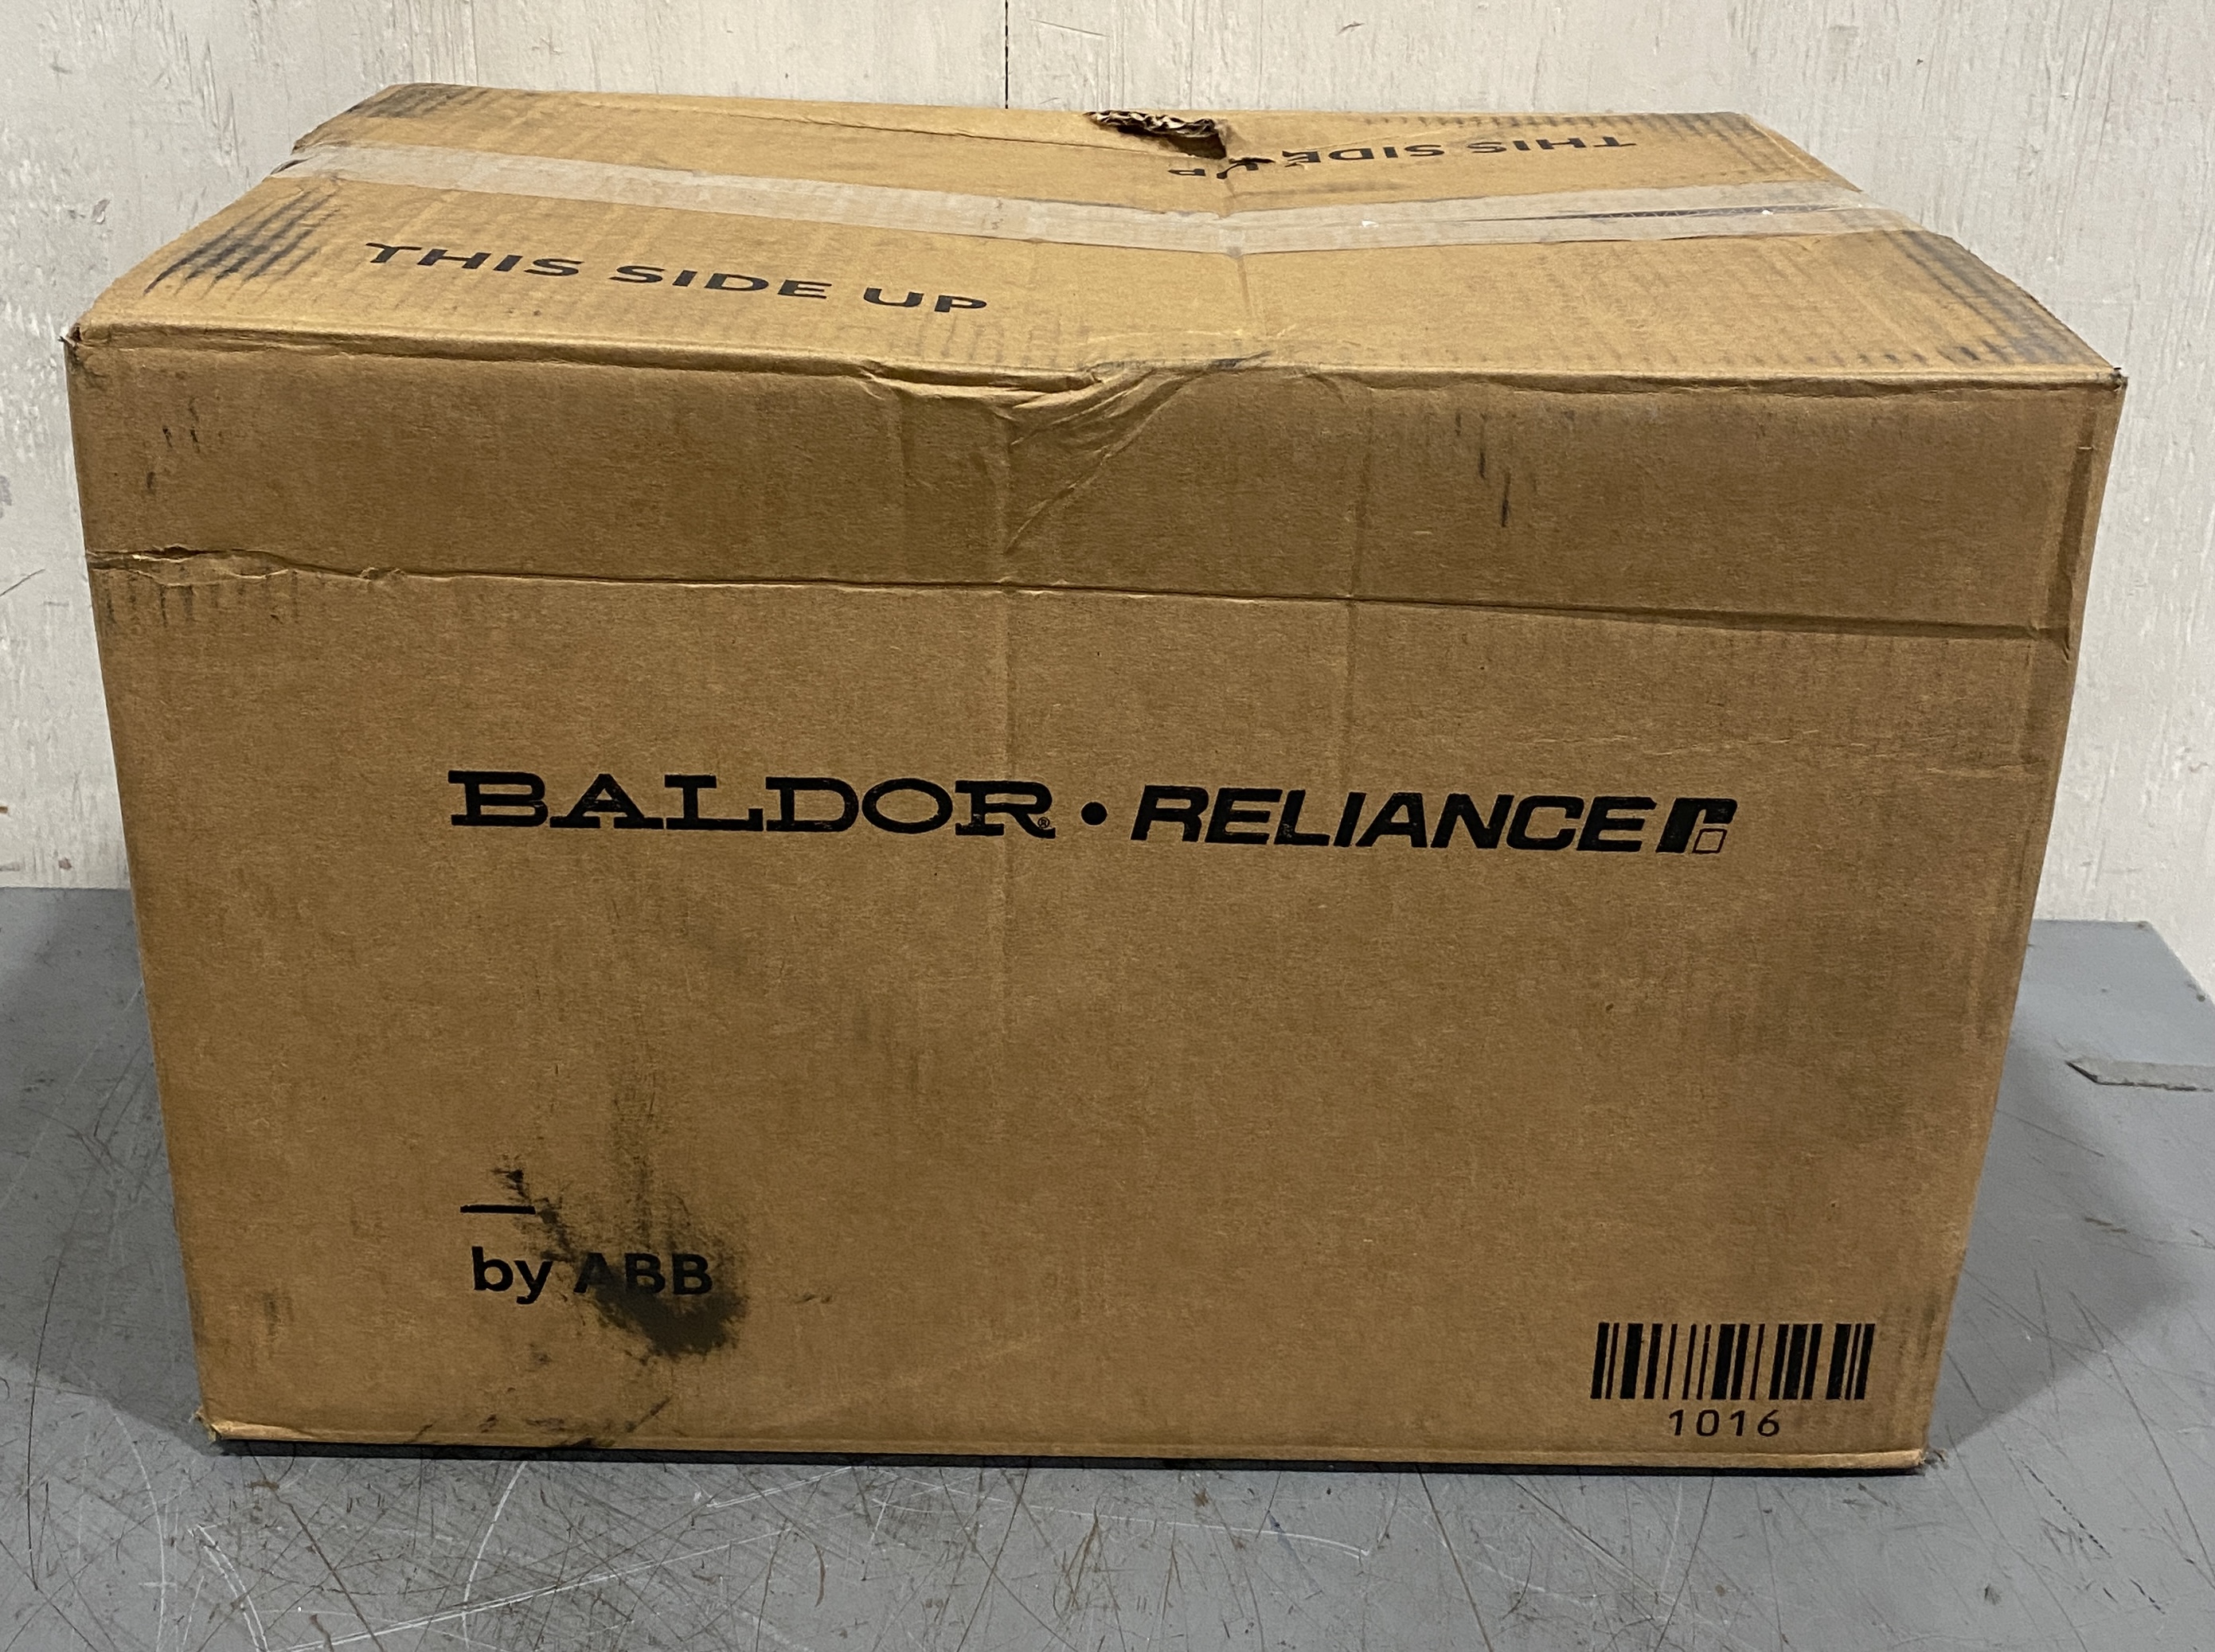 THIS SIDE UP
THIS SIDE UP
BALDOR® • RELIANCE
by ABB
1016